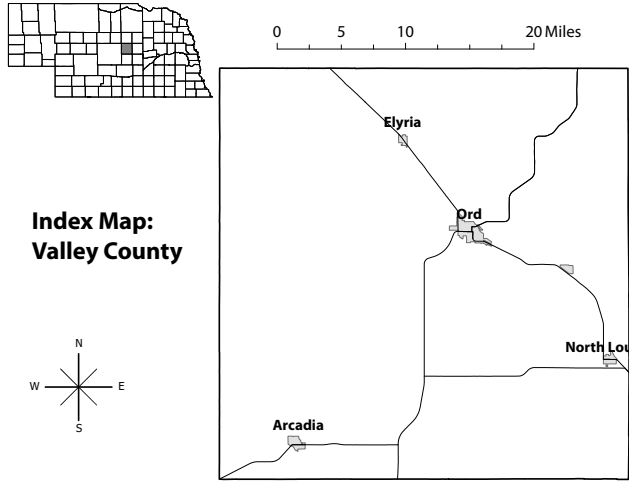 0 5 10 20 Miles
Elyria
Ord
Index Map:
Valley County
North Lou
N
W E
S
Arcadia